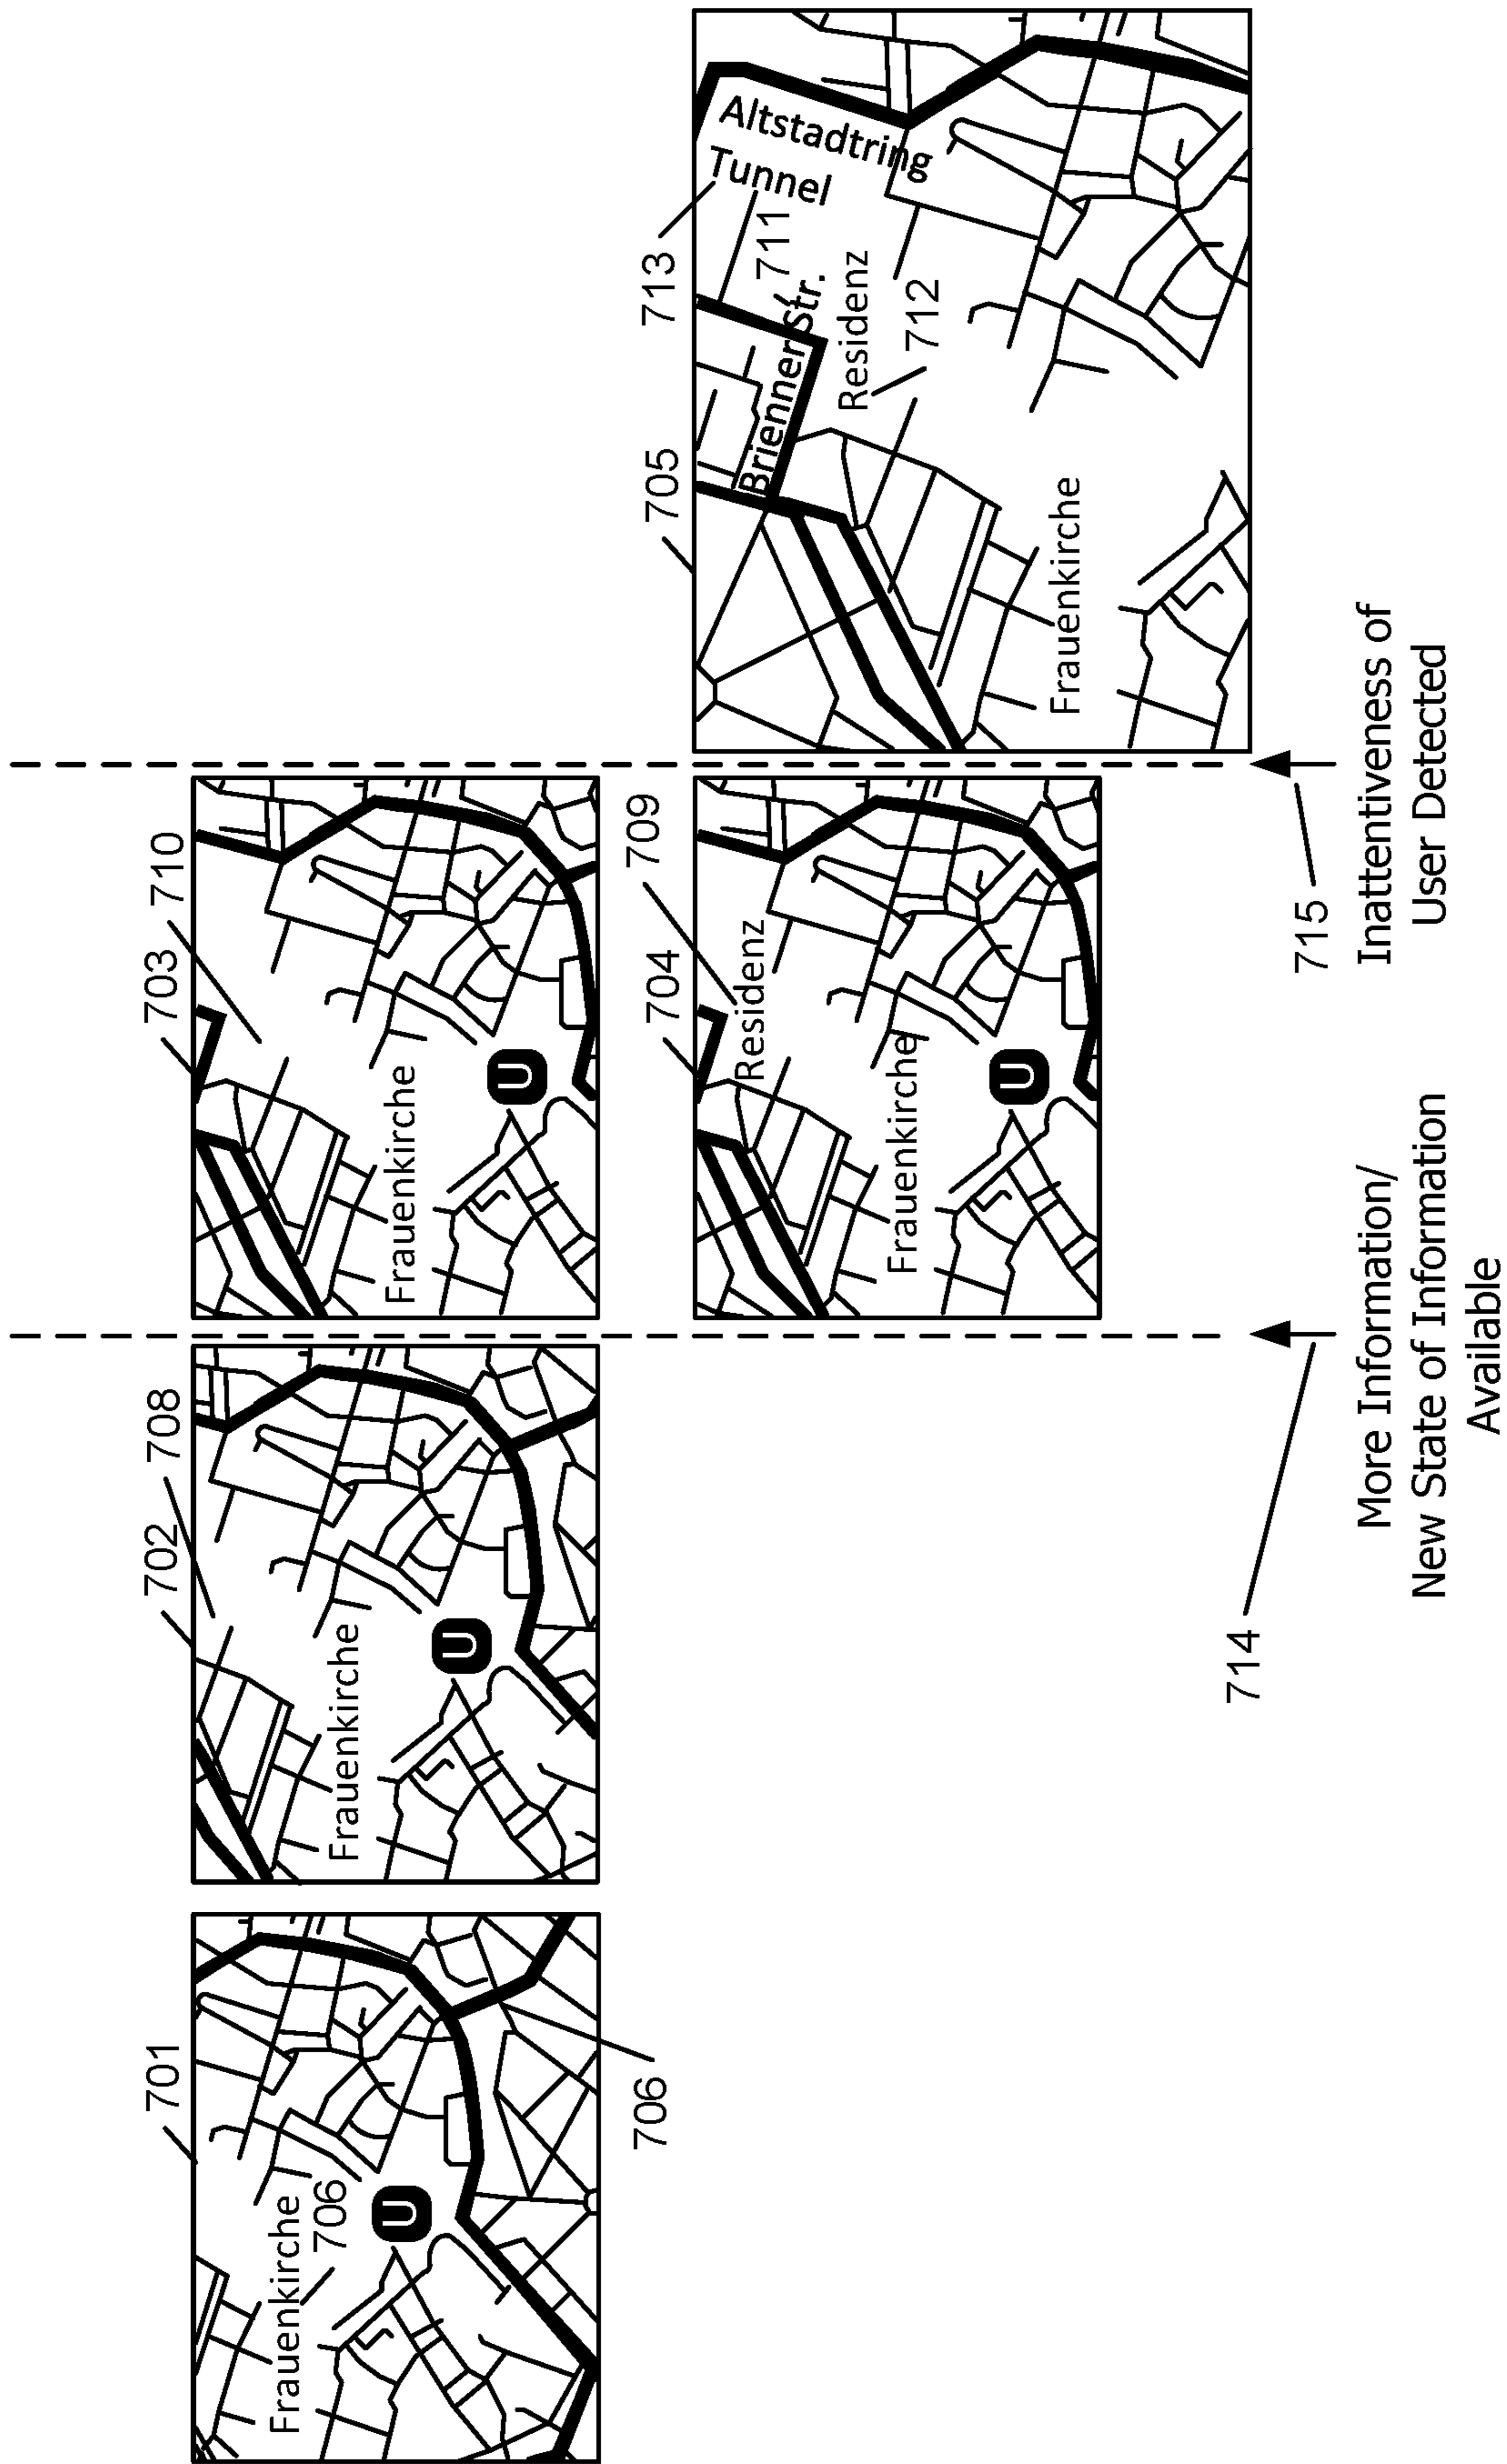 701
Frauenkirche
706
U
706
702
708
Frauenkirche
U
703
710
Frauenkirche
U
704
709
Residenz
Frauenkirche
U
705
713
Altstadtring
Tunnel
711
Brienner Str.
Residenz
712
Frauenkirche
714
More Information/
New State of Information
Available
715
Inattentiveness of
User Detected